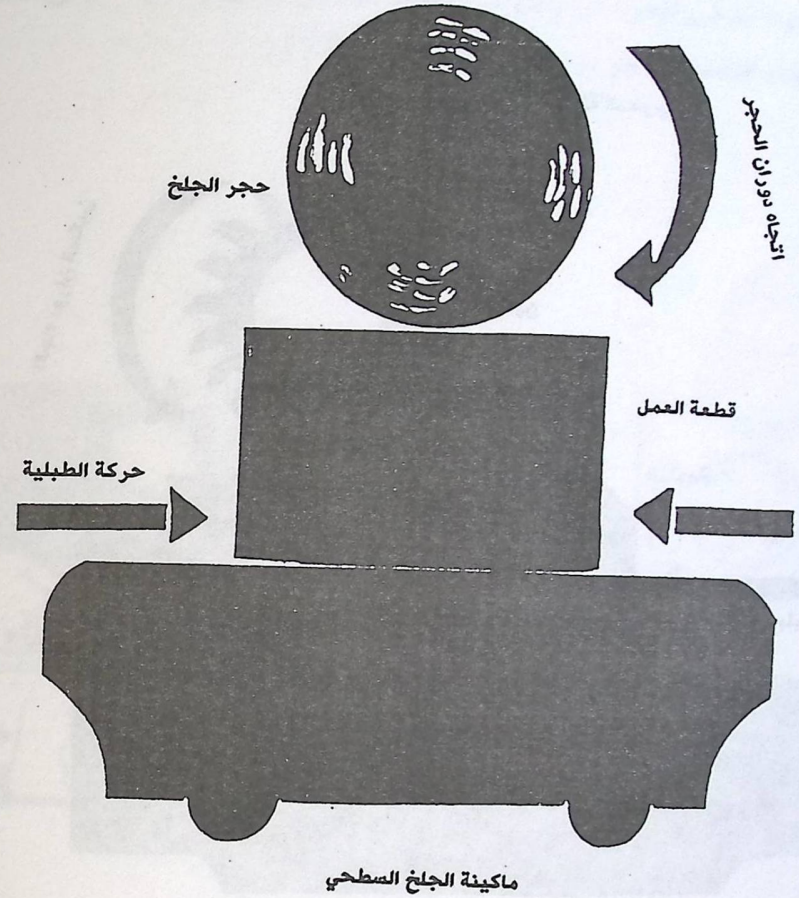 حجر الجلخ
اتجاه دوران الحجر
قطعة العمل
حركة الطبلية
ماكينة الجلخ السطحي